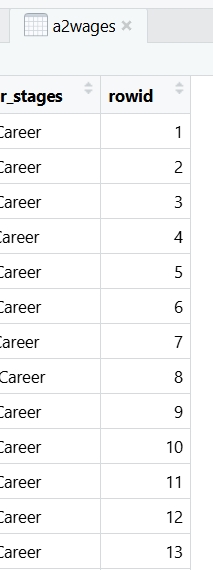 a2wages
r_stages rowid
Career 1
Career 2
Career 3
Career 4
Career 5
Career 6
Career 7
Career 8
Career 9
Career 10
Career 11
Career 12
Career 13